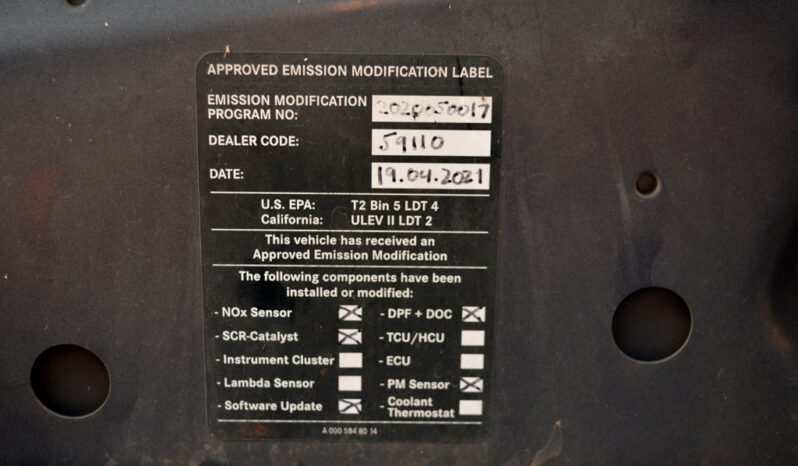 APPROVED EMISSION MODIFICATION LABEL
EMISSION MODIFICATION
PROGRAM NO: 2020050017
DEALER CODE: 59110
DATE: 19.04.2021
U.S. EPA: T2 Bin 5 LDT 4
California: ULEV II LDT 2
This vehicle has received an
Approved Emission Modification
The following components have been
installed or modified:
- NOx Sensor - DPF + DOC
- SCR-Catalyst - TCU/HCU
- Instrument Cluster - ECU
- Lambda Sensor - PM Sensor
- Software Update - Coolant
Thermostat
A 000 584 80 14